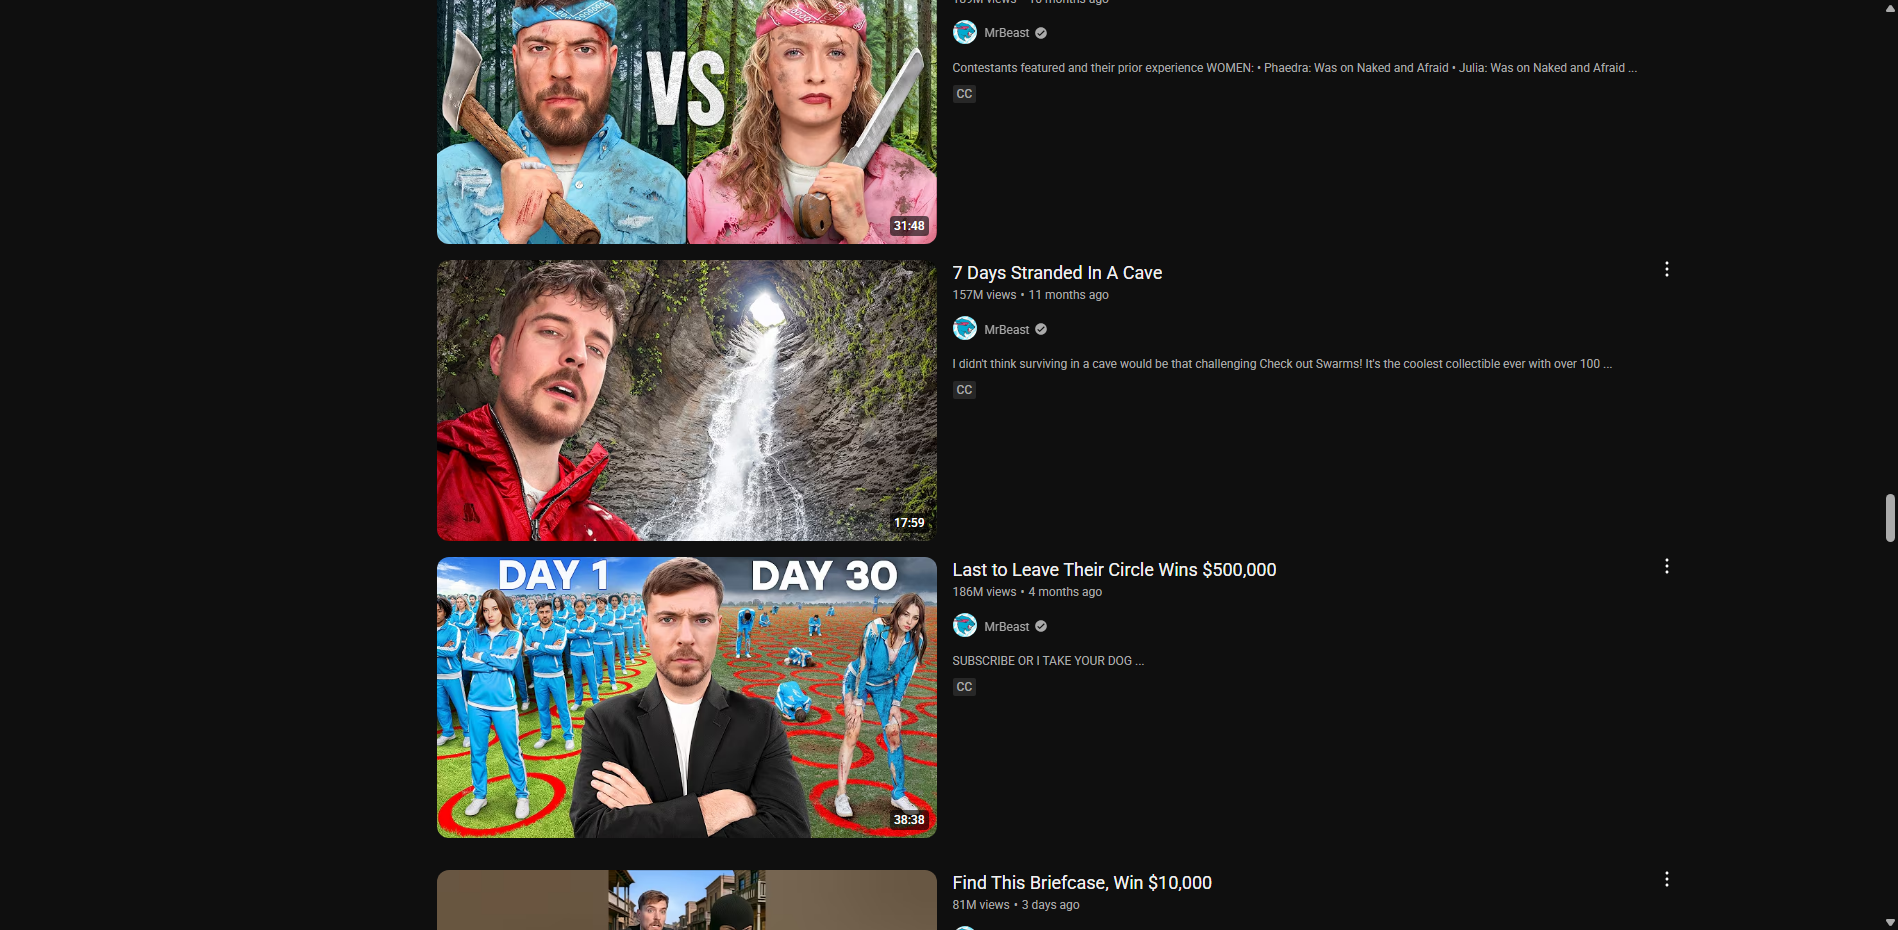 VS
31:48
MrBeast
Contestants featured and their prior experience WOMEN: • Phaedra: Was on Naked and Afraid • Julia: Was on Naked and Afraid ...
CC
17:59
7 Days Stranded In A Cave
157M views • 11 months ago
MrBeast
I didn't think surviving in a cave would be that challenging Check out Swarms! It's the coolest collectible ever with over 100 ...
CC
DAY 1
DAY 30
38:38
Last to Leave Their Circle Wins $500,000
186M views • 4 months ago
MrBeast
SUBSCRIBE OR I TAKE YOUR DOG ...
CC
Find This Briefcase, Win $10,000
81M views • 3 days ago